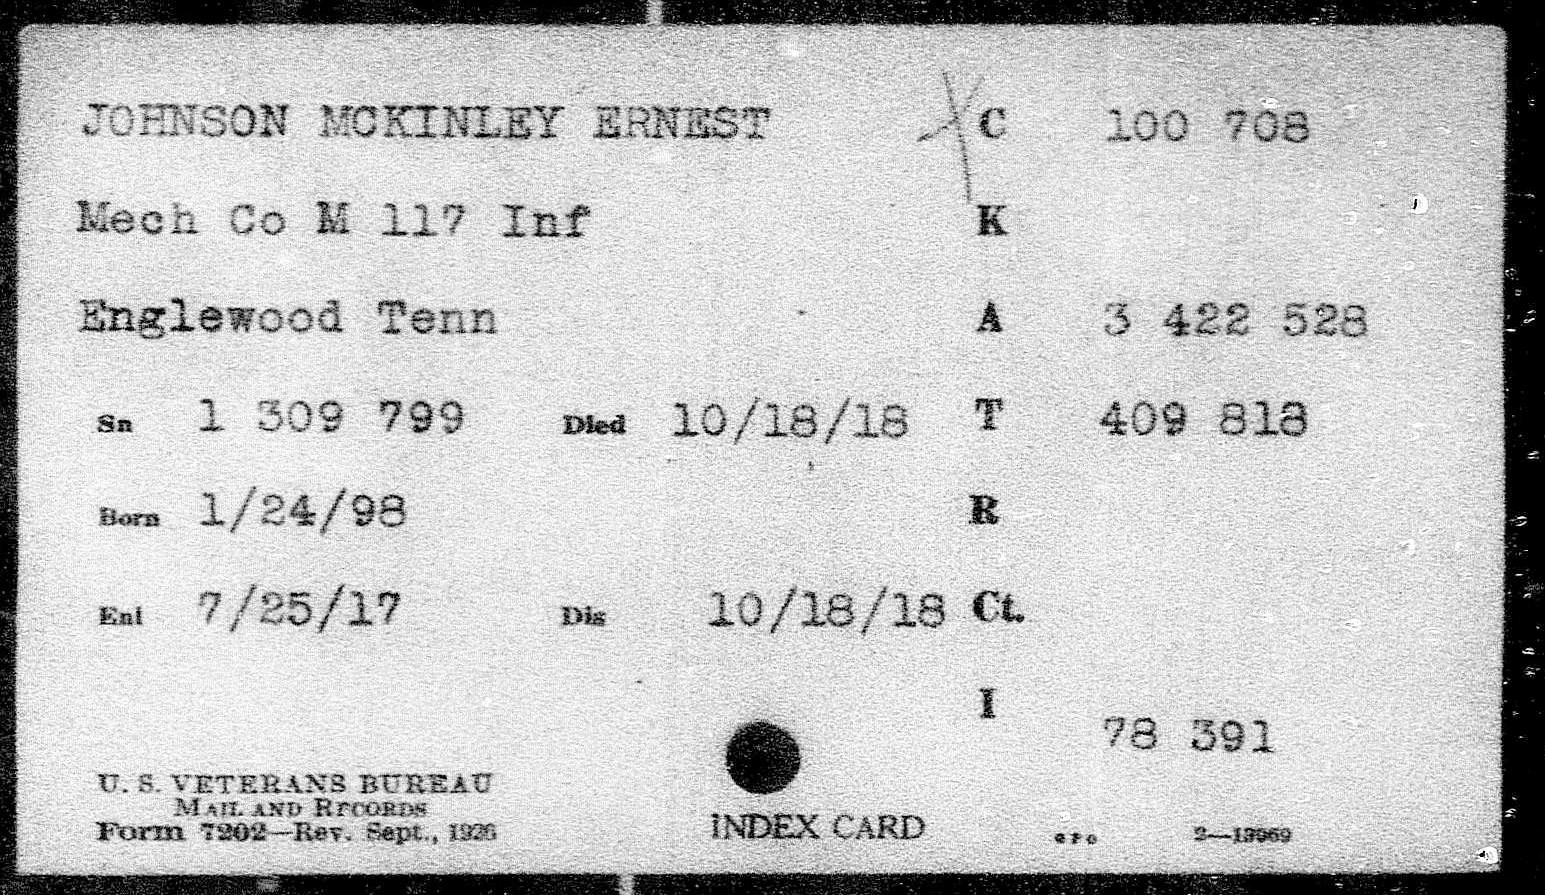 JOHNSON MCKINLEY ERNEST C 100 708
Mech Co M 117 Inf K
Englewood Tenn A 3 422 528
Sn 1 309 799 Died 10/18/18 T 409 818
Born 1/24/98 R
Enl 7/25/17 Dis 10/18/18 Ct.
I 78 391
U. S. VETERANS BUREAU
MAIL AND RECORDS
Form 7202—Rev. Sept., 1926
INDEX CARD GPO 2—13969